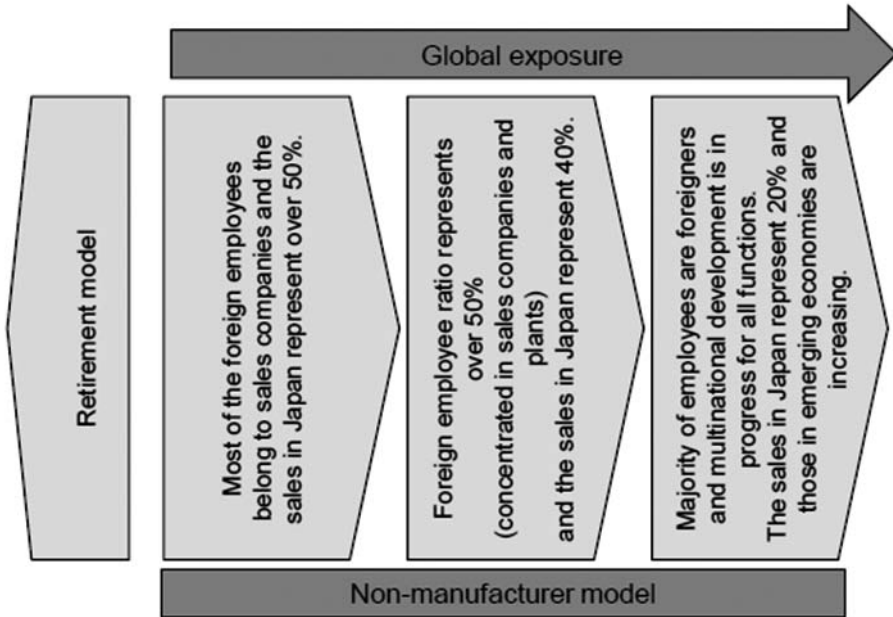 Global exposure
Retirement model
Most of the foreign employees
belong to sales companies and the
sales in Japan represent over 50%.
Foreign employee ratio represents
over 50%
(concentrated in sales companies and
plants)
and the sales in Japan represent 40%.
Majority of employees are foreigners
and multinational development is in
progress for all functions.
The sales in Japan represent 20% and
those in emerging economies are
increasing.
Non-manufacturer model